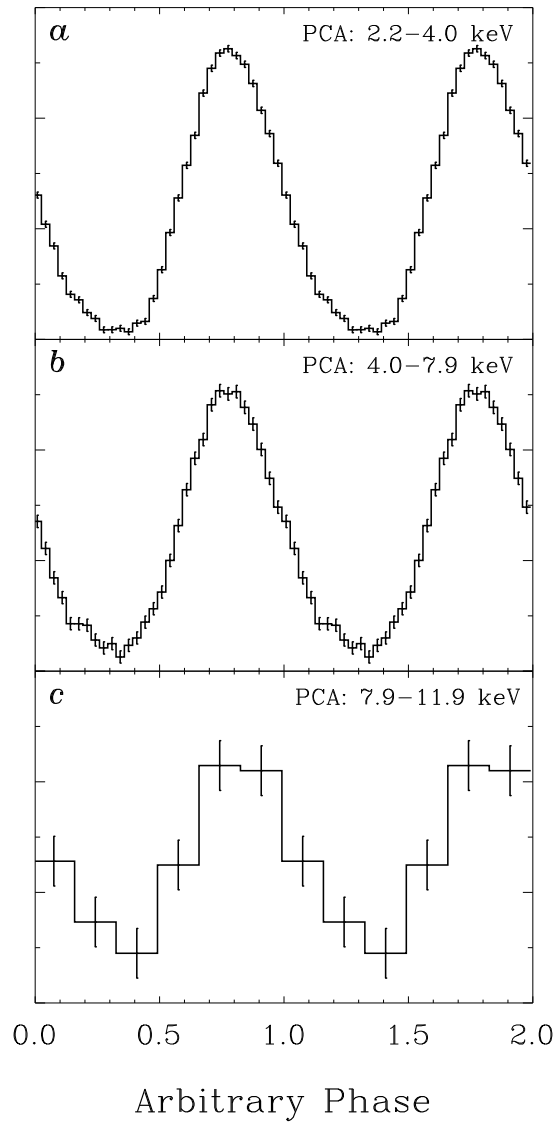 a PCA: 2.2–4.0 keV
b PCA: 4.0–7.9 keV
c PCA: 7.9–11.9 keV
0.0 0.5 1.0 1.5 2.0
Arbitrary Phase